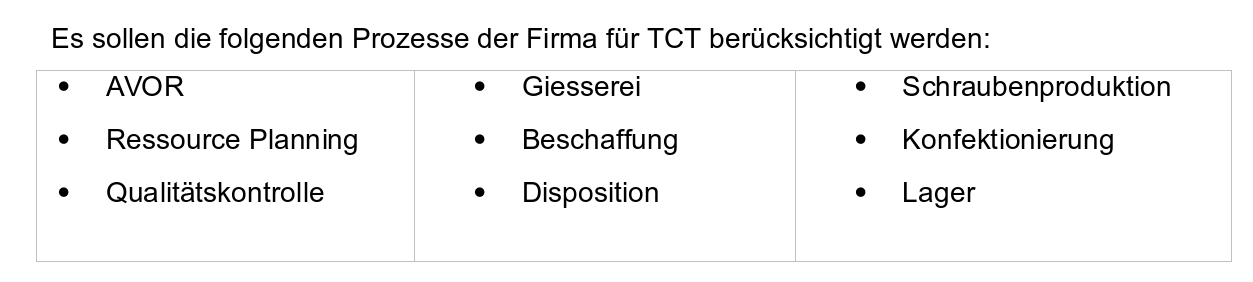 Es sollen die folgenden Prozesse der Firma für TCT berücksichtigt werden:
• AVOR
• Ressource Planning
• Qualitätskontrolle
• Giesserei
• Beschaffung
• Disposition
• Schraubenproduktion
• Konfektionierung
• Lager